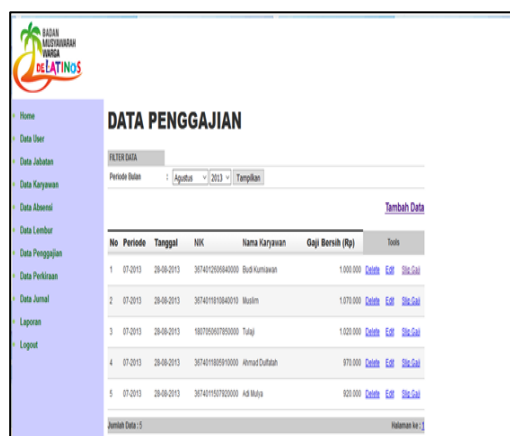 BADAN
MUSYAWARAH
WARGA
DE LATINOS
Home
Data User
Data Jabatan
Data Karyawan
Data Absensi
Data Lembur
Data Penggajian
Data Perkiraan
Data Jurnal
Laporan
Logout
DATA PENGGAJIAN
FILTER DATA
Periode Bulan : Agustus 2013 Tampilkan
Tambah Data
No Periode Tanggal NIK Nama Karyawan Gaji Bersih (Rp) Tools
1 07-2013 28-08-2013 3674012606840000 Budi Kurniawan 1.000.000 Delete Edit Slip Gaji
2 07-2013 28-08-2013 3674011810840010 Muslim 1.070.000 Delete Edit Slip Gaji
3 07-2013 28-08-2013 1807050607850000 Tulaji 1.020.000 Delete Edit Slip Gaji
4 07-2013 28-08-2013 3674011805910000 Ahmad Dulfatah 970.000 Delete Edit Slip Gaji
5 07-2013 28-08-2013 3674011507920000 Adi Mulya 920.000 Delete Edit Slip Gaji
Jumlah Data : 5 Halaman ke : 1